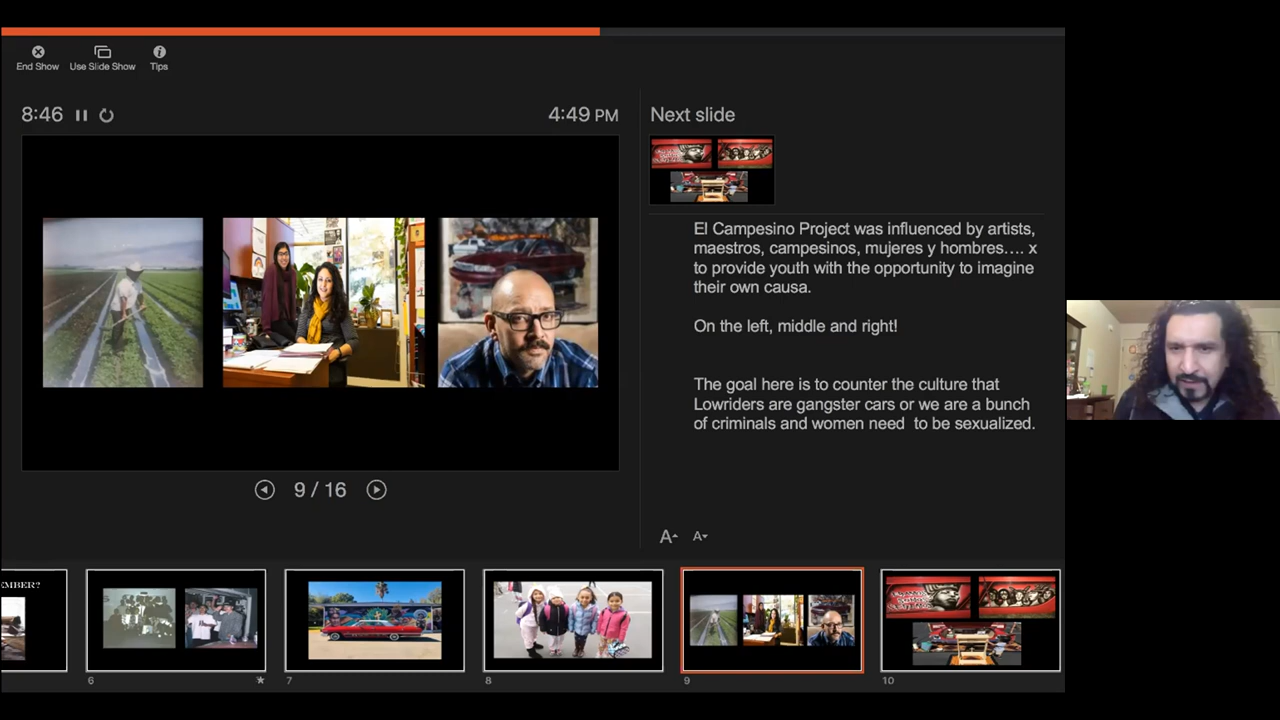 End Show
Use Slide Show
Tips
8:46
4:49 PM
Next slide
El Campesino Project was influenced by artists,
maestros, campesinos, mujeres y hombres…. x
to provide youth with the opportunity to imagine
their own causa.
On the left, middle and right!
The goal here is to counter the culture that
Lowriders are gangster cars or we are a bunch
of criminals and women need  to be sexualized.
9 / 16
A
A
EMBER?
6
7
8
9
10